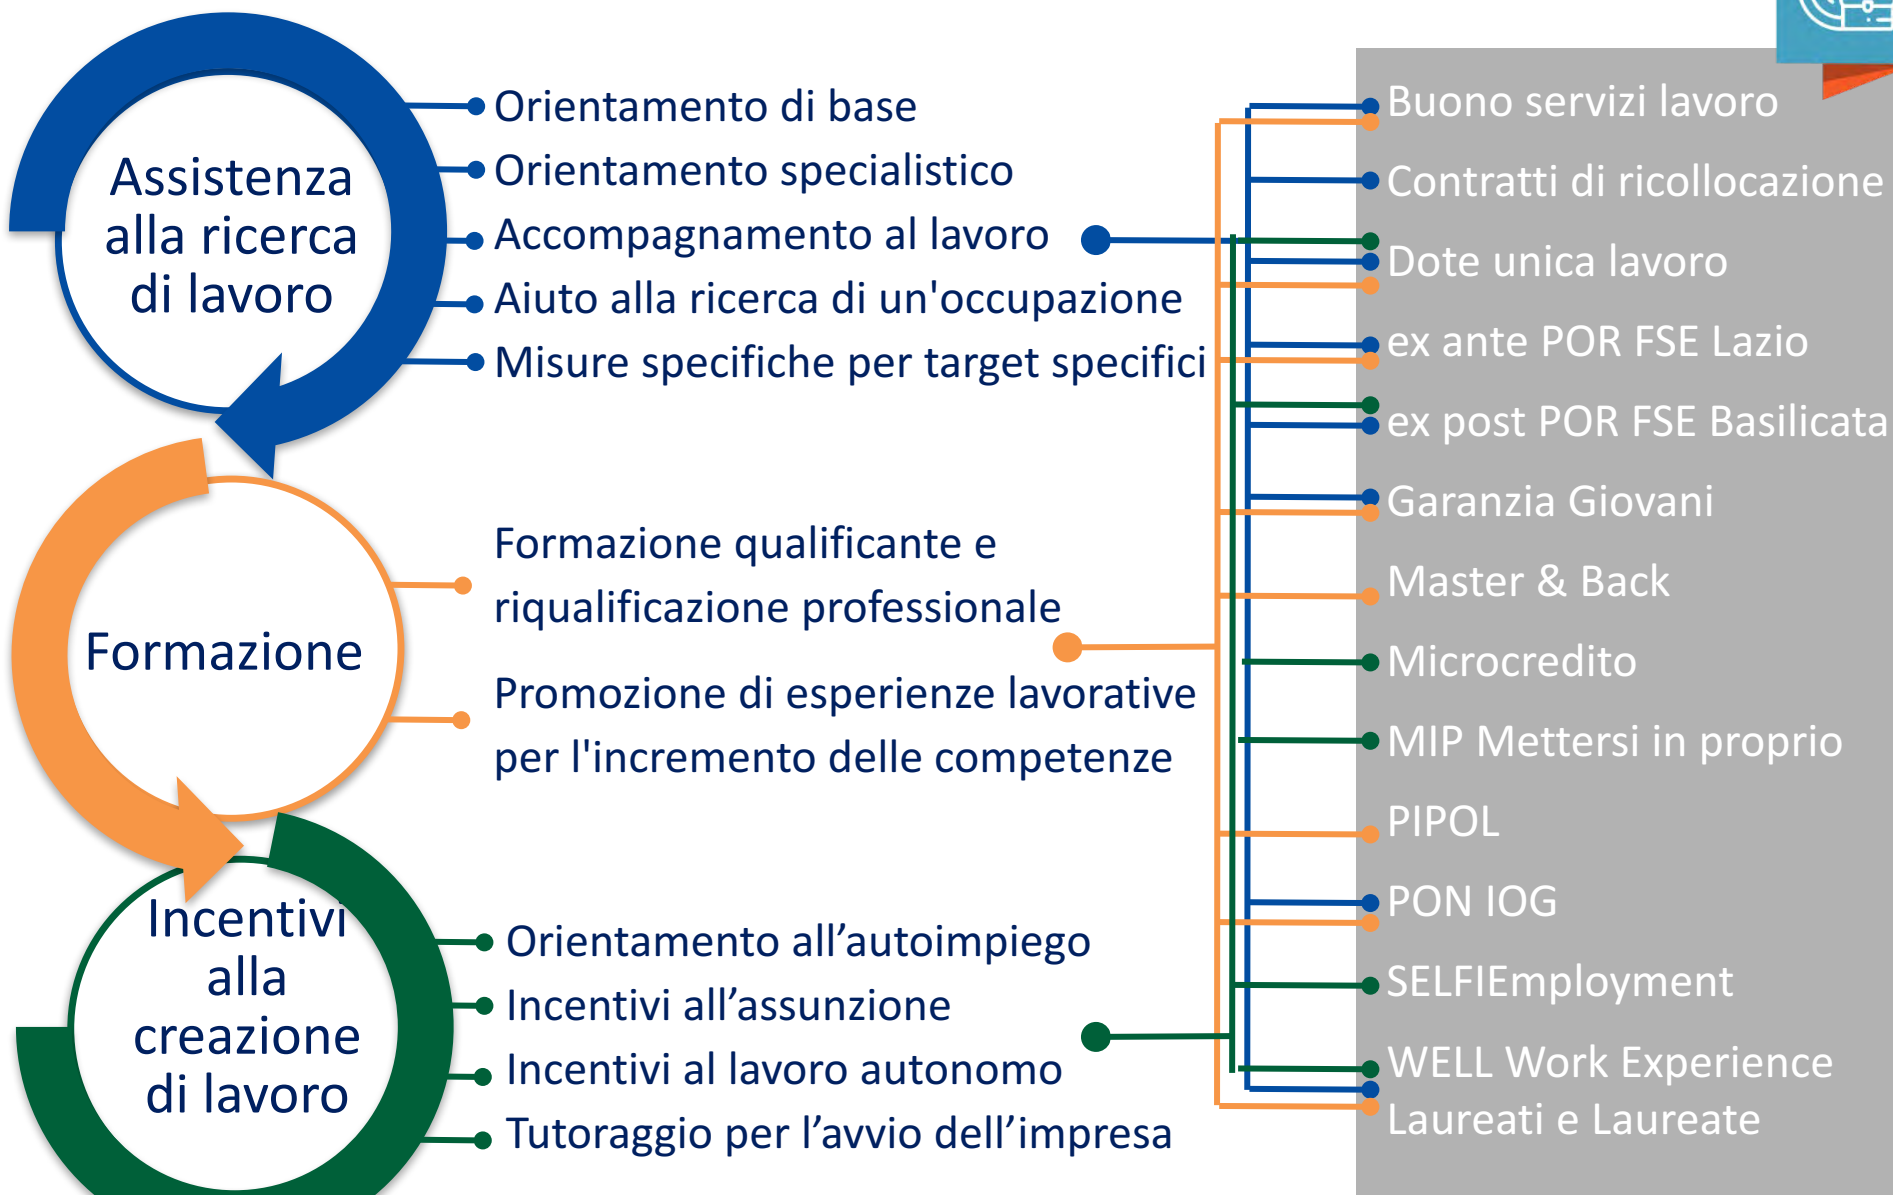 Assistenza
alla ricerca
di lavoro
Orientamento di base
Orientamento specialistico
Accompagnamento al lavoro
Aiuto alla ricerca di un'occupazione
Misure specifiche per target specifici
Formazione
Formazione qualificante e
riqualificazione professionale
Promozione di esperienze lavorative
per l'incremento delle competenze
Incentivi
alla
creazione
di lavoro
Orientamento all’autoimpiego
Incentivi all’assunzione
Incentivi al lavoro autonomo
Tutoraggio per l’avvio dell’impresa
Buono servizi lavoro
Contratti di ricollocazione
Dote unica lavoro
ex ante POR FSE Lazio
ex post POR FSE Basilicata
Garanzia Giovani
Master & Back
Microcredito
MIP Mettersi in proprio
PIPOL
PON IOG
SELFIEmployment
WELL Work Experience
Laureati e Laureate